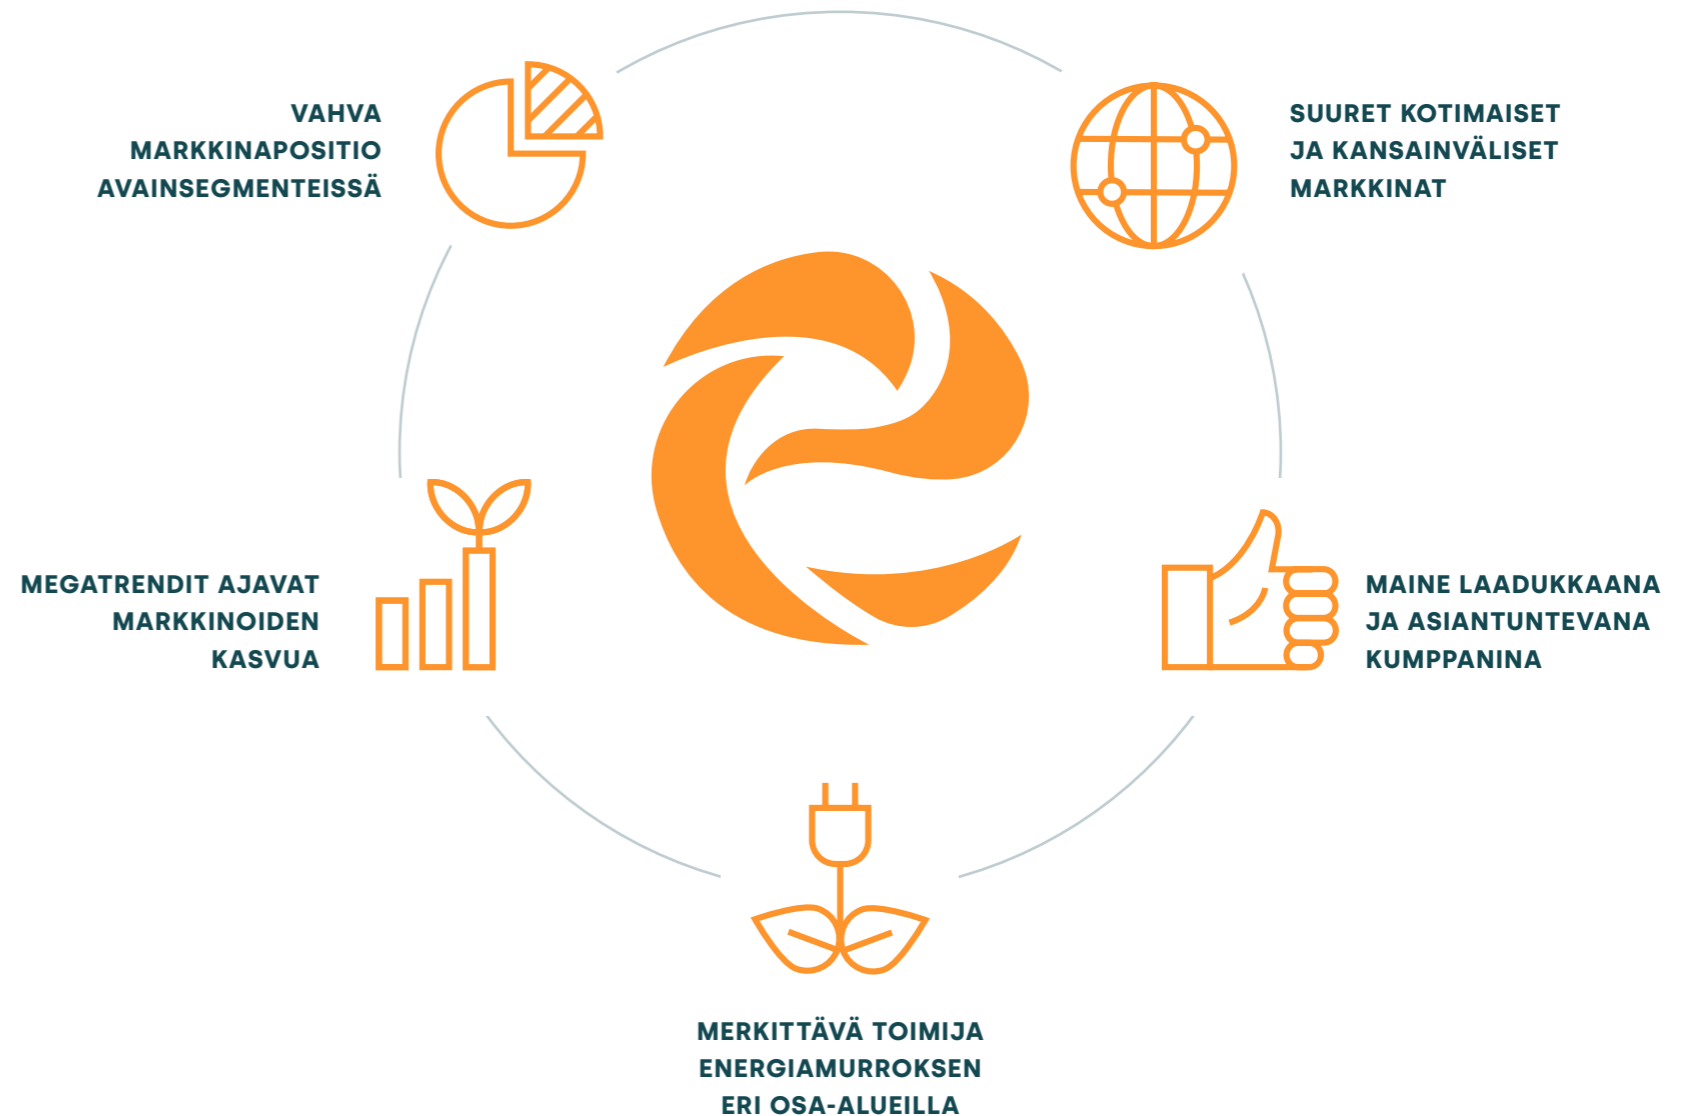 VAHVA
MARKKINAPOSITIO
AVAINSEGMENTEISSÄ
SUURET KOTIMAISET
JA KANSAINVÄLISET
MARKKINAT
MEGATRENDIT AJAVAT
MARKKINOIDEN
KASVUA
MAINE LAADUKKAANA
JA ASIANTUNTEVANA
KUMPPANINA
MERKITTÄVÄ TOIMIJA
ENERGIAMURROKSEN
ERI OSA-ALUEILLA